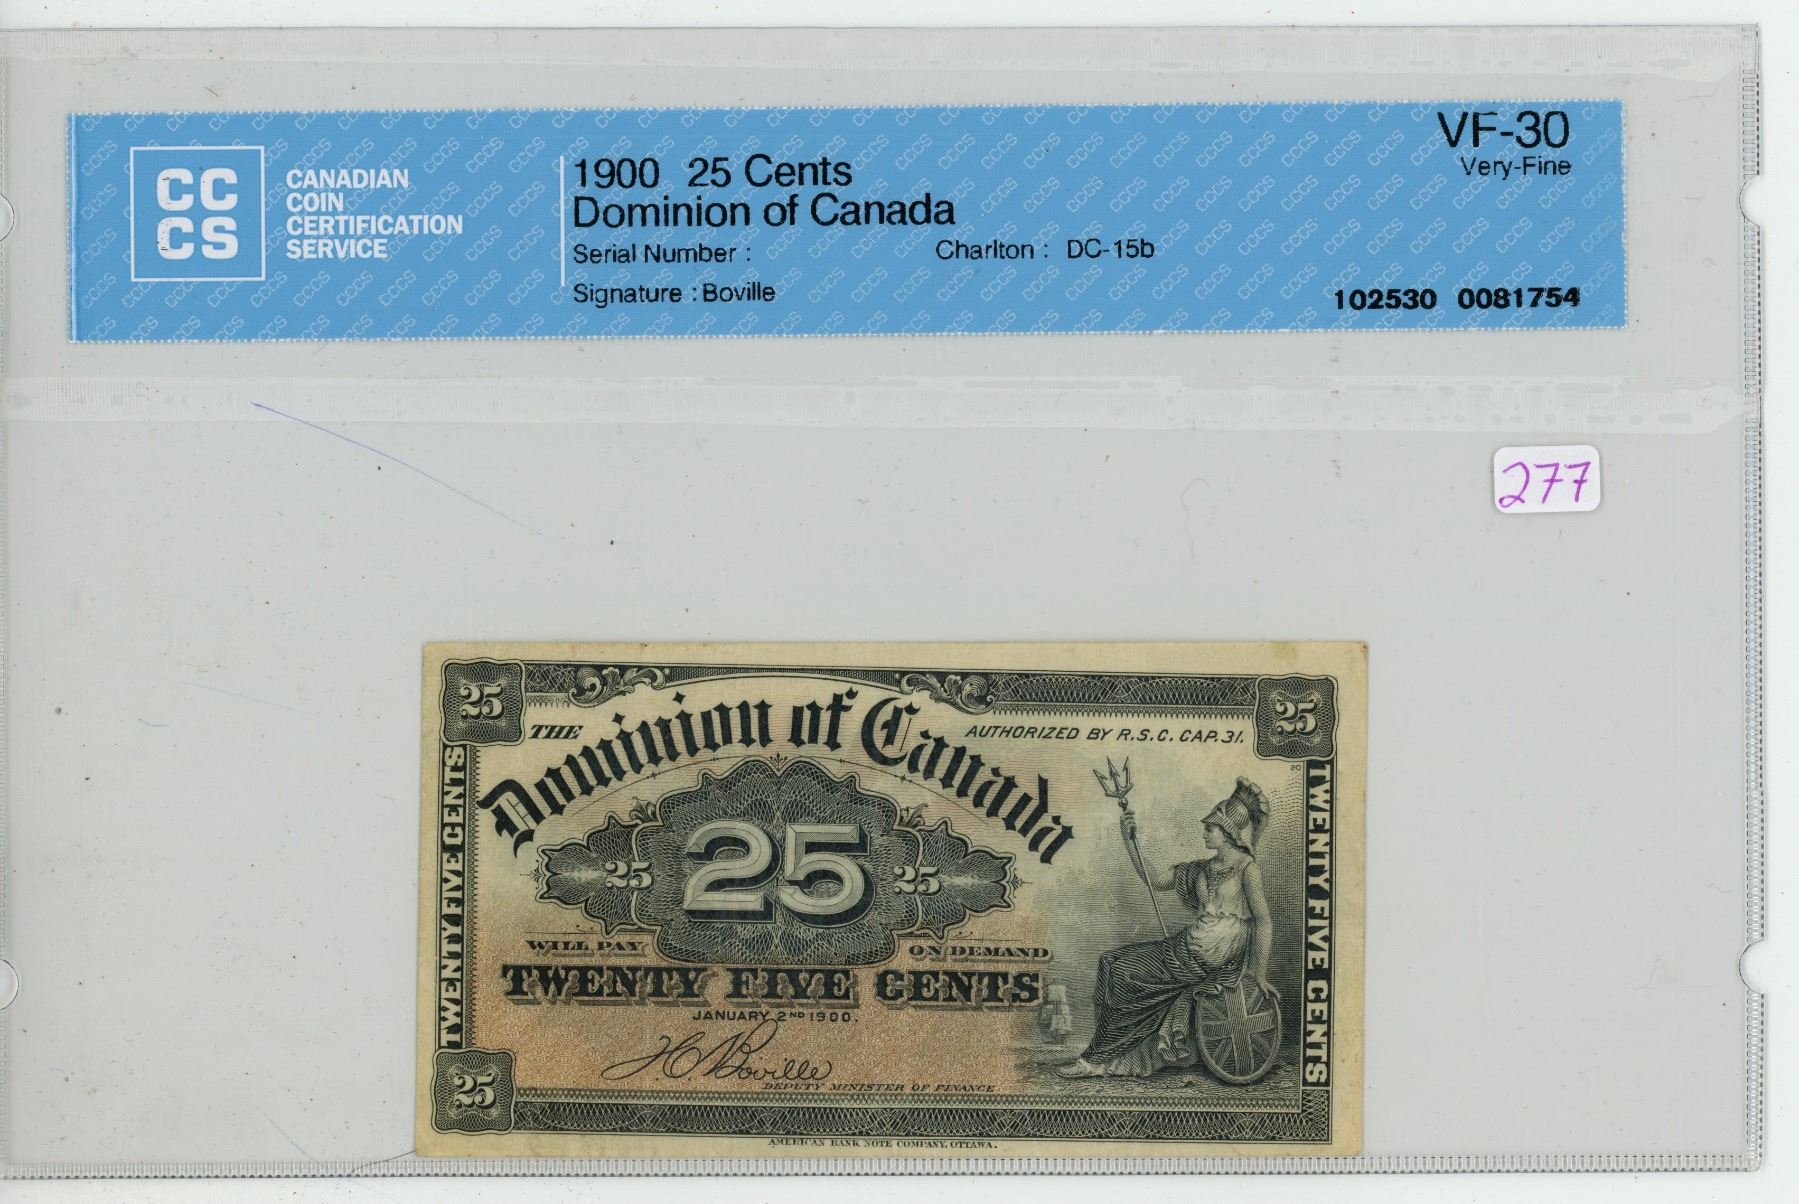 CC
CS
CANADIAN
COIN
CERTIFICATION
SERVICE
1900 25 Cents
Dominion of Canada
Serial Number :
Charlton : DC-15b
Signature : Boville
VF-30
Very-Fine
102530 0081754
277
25
25
THE
Dominion of Canada
AUTHORIZED BY R.S.C. CAP. 31.
20
TWENTY FIVE CENTS
25
25
25
TWENTY FIVE CENTS
WILL PAY
ON DEMAND
TWENTY FIVE CENTS
JANUARY 2ND 1900.
J C Boville
DEPUTY MINISTER OF FINANCE
25
AMERICAN BANK NOTE COMPANY, OTTAWA.